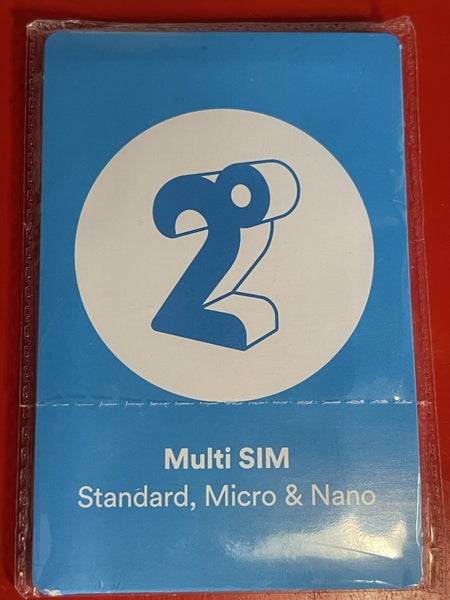 2°
Multi SIM
Standard, Micro & Nano